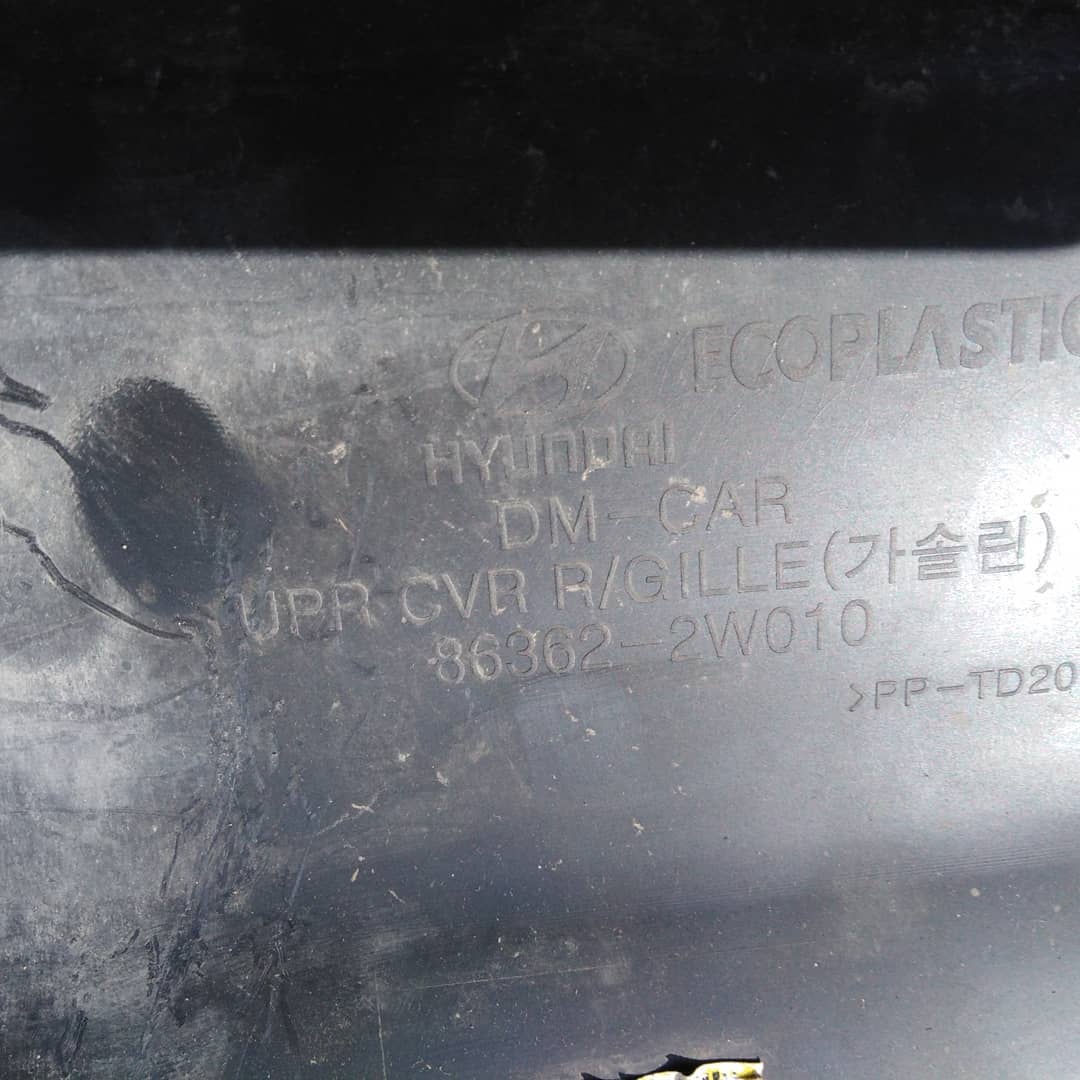 ECOPLASTIC
HYUNDAI
DM-CAR
UPR CVR R/GILLE(가솔린)
86362-2W010
>PP-TD20